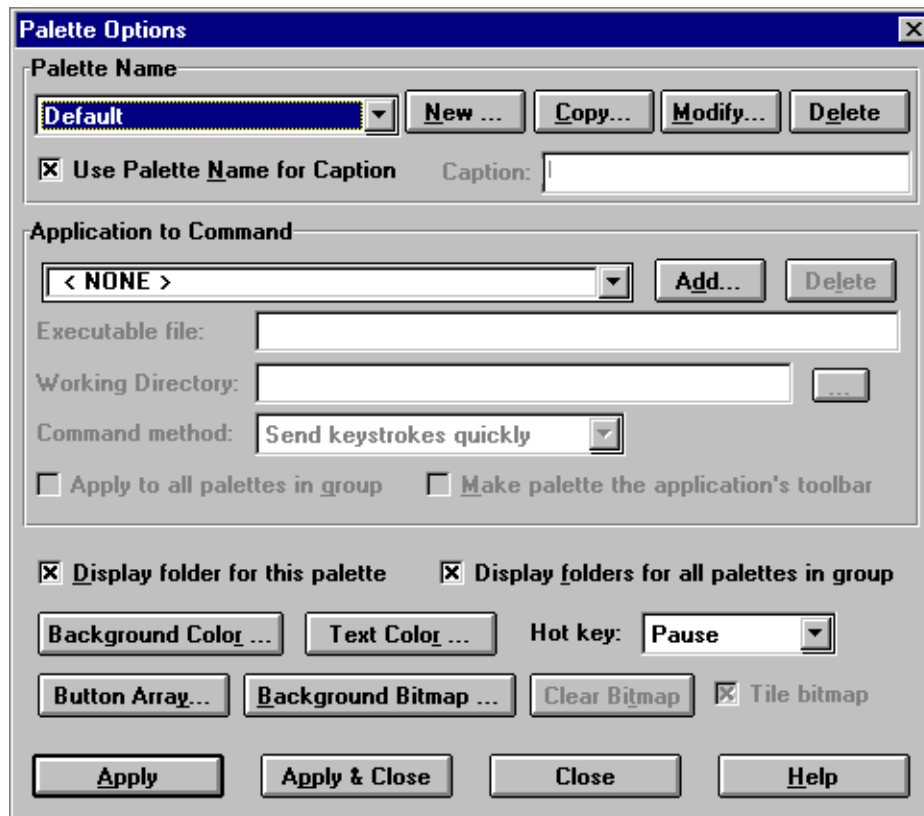 Palette Options
Palette Name
Default New ... Copy... Modify... Delete
Use Palette Name for Caption Caption:
Application to Command
< NONE > Add... Delete
Executable file:
Working Directory: ...
Command method: Send keystrokes quickly
Apply to all palettes in group Make palette the application's toolbar
Display folder for this palette Display folders for all palettes in group
Background Color ... Text Color ... Hot key: Pause
Button Array... Background Bitmap ... Clear Bitmap Tile bitmap
Apply Apply & Close Close Help